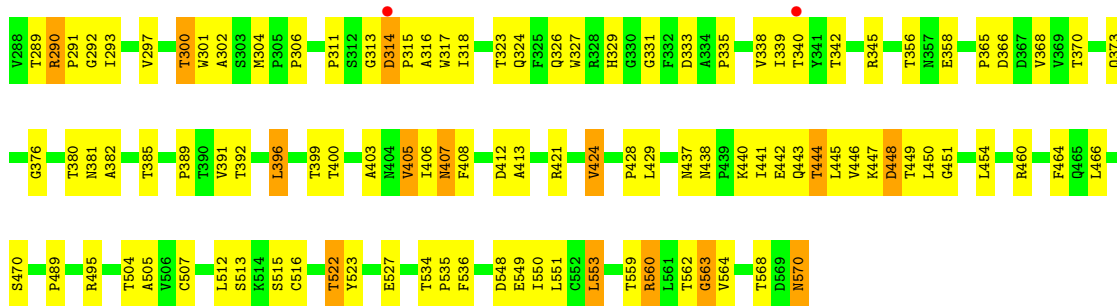 V288 T289 R290 P291 G292 I293 V297 T300 W301 A302 S303 M304 P305 P306 P311 S312 G313 D314 P315 A316 W317 I318 T323 Q324 F325 Q326 W327 R328 H329 G330 G331 F332 D333 A334 P335 V338 I339 T340 Y341 T342 R345 T356 N357 E358 P365 D366 D367 V368 V369 T370 Q373
G376 T380 N381 A382 T385 P389 T390 V391 T392 L396 T399 T400 A403 N404 V405 I406 N407 F408 D412 A413 R421 V424 P428 L429 N437 N438 P439 K440 I441 E442 Q443 T444 L445 V446 K447 D448 T449 L450 G451 L454 R460 F464 Q465 L466
S470 P489 R495 T504 A505 V506 C507 L512 S513 K514 S515 C516 T522 Y523 E527 T534 P535 F536 D548 E549 I550 L551 C552 L553 T559 R560 L561 T562 G563 V564 T568 D569 N570